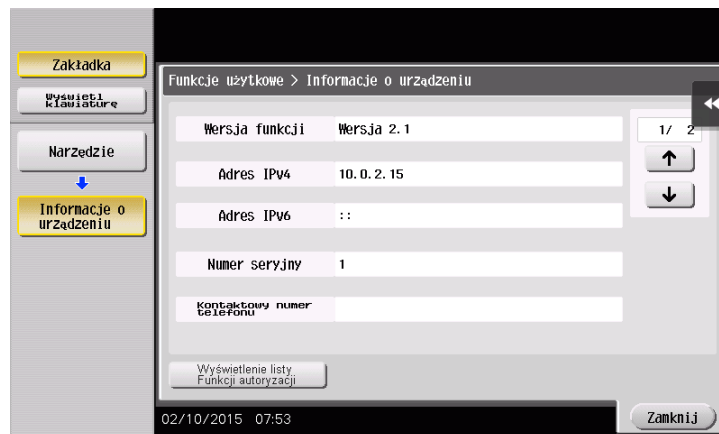 Zakładka
Wyświetl
klawiaturę
Narzędzie
Informacje o
urządzeniu
Funkcje użytkowe > Informacje o urządzeniu
Wersja funkcji Wersja 2.1
1/ 2
Adres IPv4 10.0.2.15
Adres IPv6 ::
Numer seryjny 1
Kontaktowy numer
telefonu
Wyświetlenie listy
Funkcji autoryzacji
02/10/2015 07:53
Zamknij